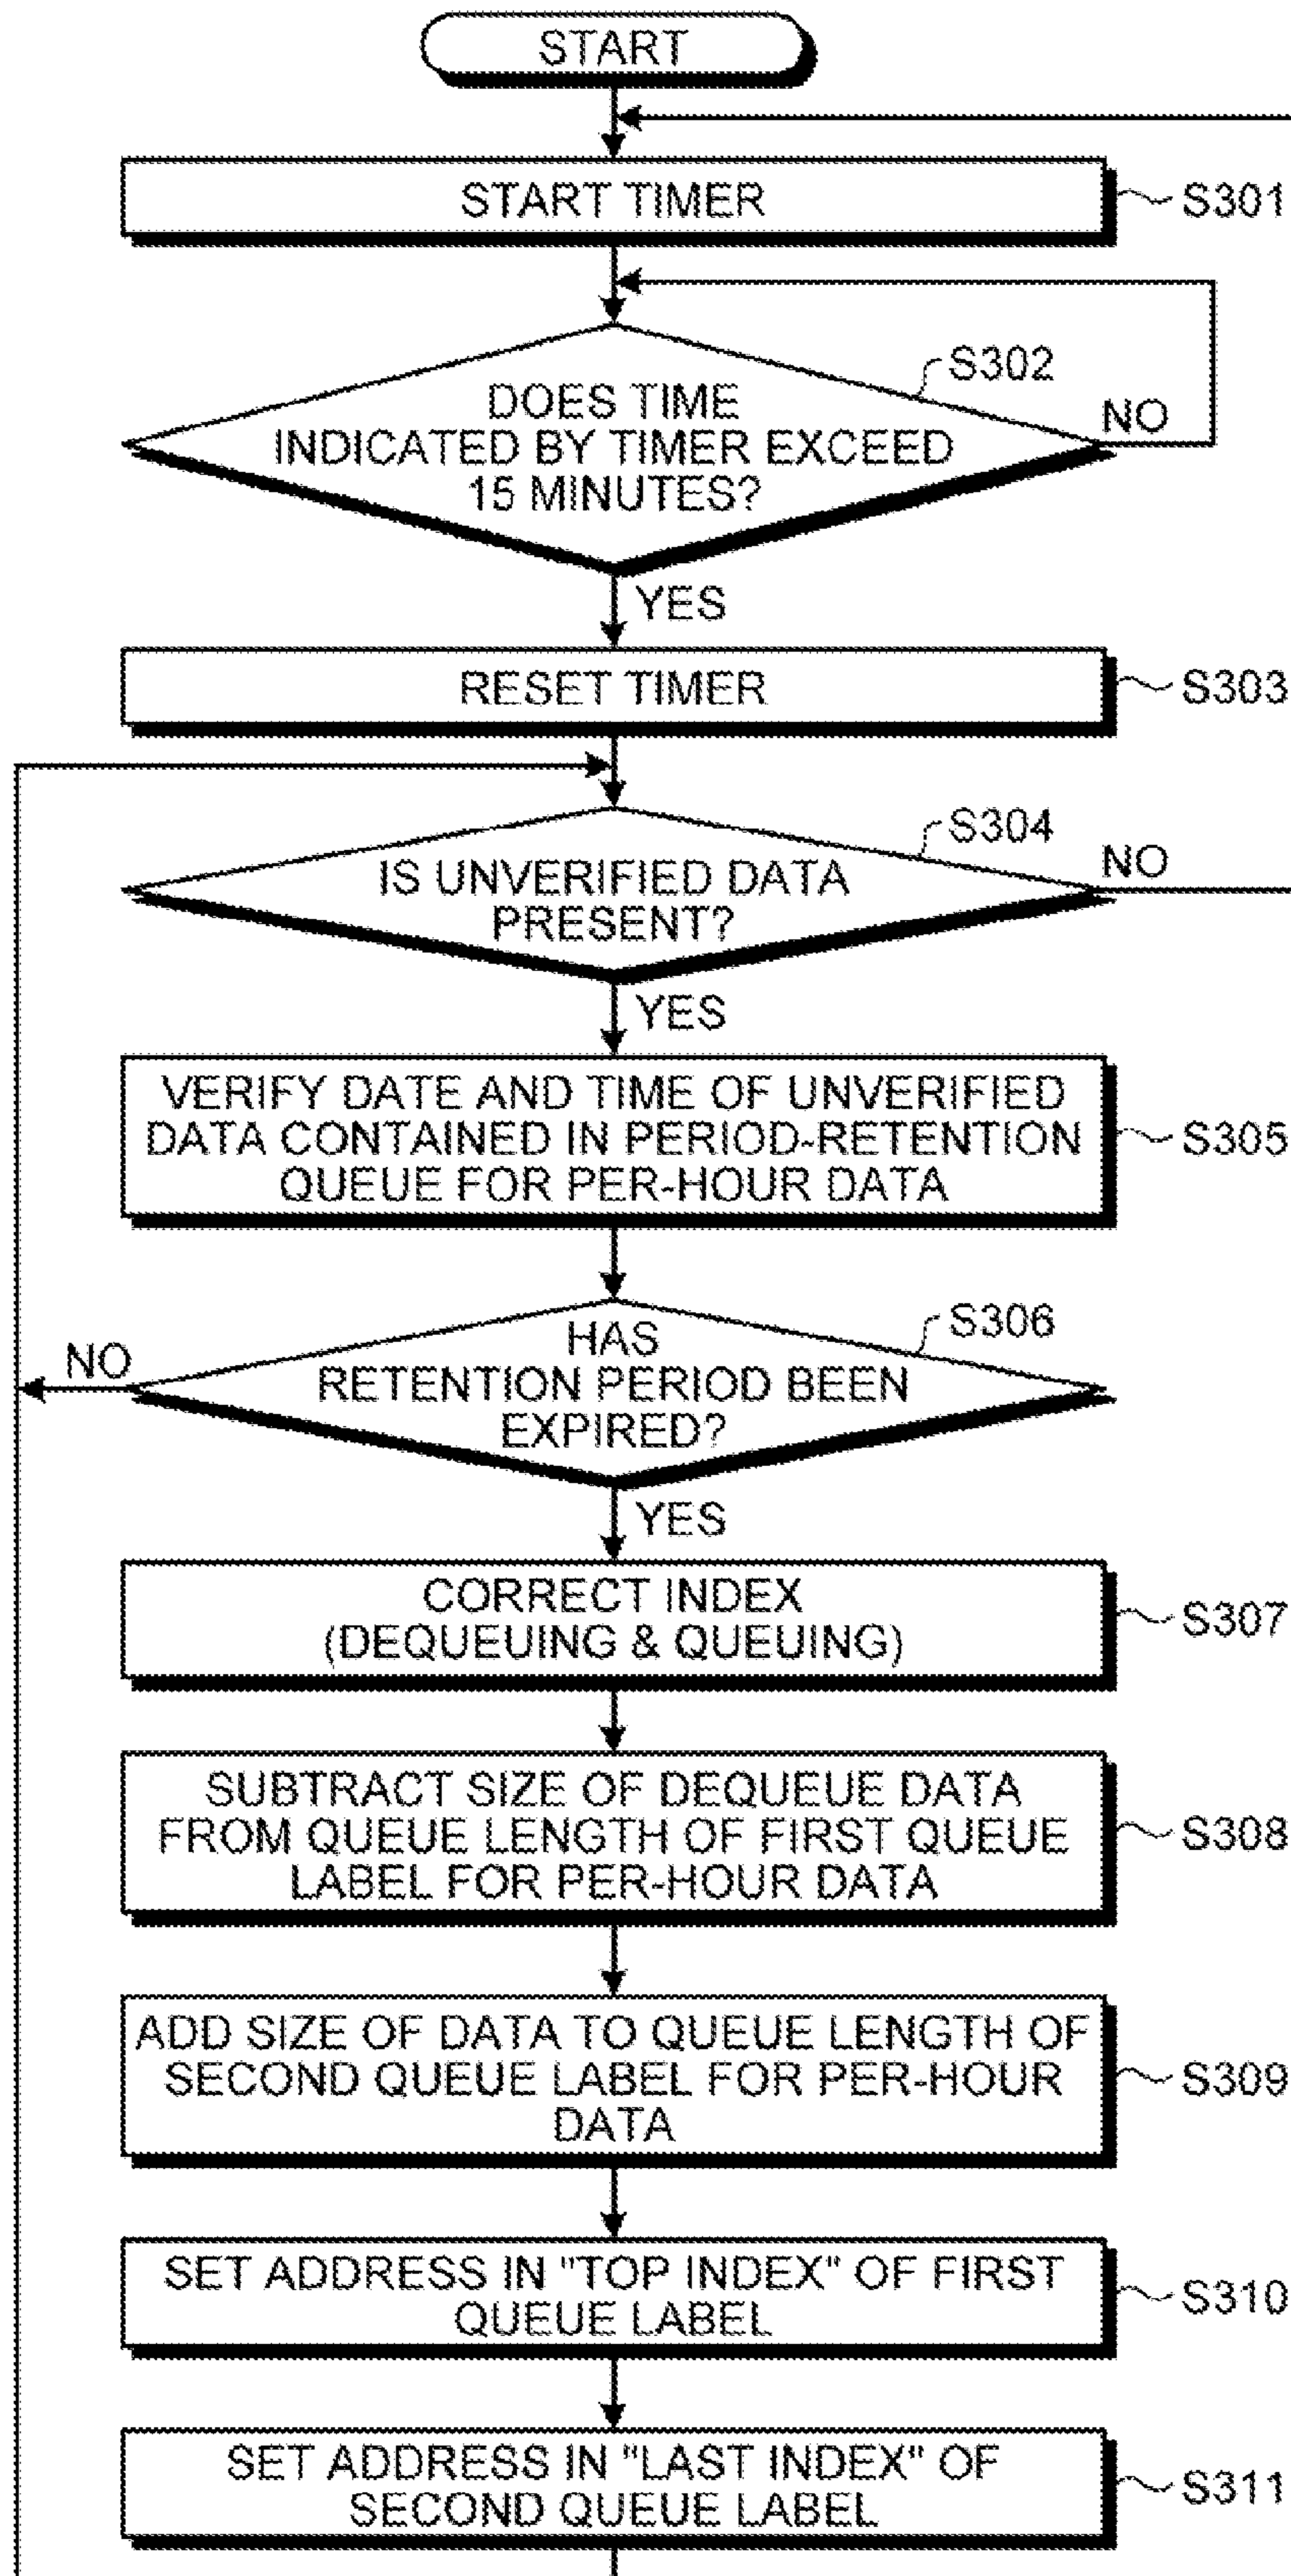 START
START TIMER
S301
S302
DOES TIME
INDICATED BY TIMER EXCEED
15 MINUTES?
NO
YES
RESET TIMER
S303
S304
IS UNVERIFIED DATA
PRESENT?
NO
YES
VERIFY DATE AND TIME OF UNVERIFIED
DATA CONTAINED IN PERIOD-RETENTION
QUEUE FOR PER-HOUR DATA
S305
S306
HAS
RETENTION PERIOD BEEN
EXPIRED?
NO
YES
CORRECT INDEX
(DEQUEUING & QUEUING)
S307
SUBTRACT SIZE OF DEQUEUE DATA
FROM QUEUE LENGTH OF FIRST QUEUE
LABEL FOR PER-HOUR DATA
S308
ADD SIZE OF DATA TO QUEUE LENGTH OF
SECOND QUEUE LABEL FOR PER-HOUR
DATA
S309
SET ADDRESS IN "TOP INDEX" OF FIRST
QUEUE LABEL
S310
SET ADDRESS IN "LAST INDEX" OF
SECOND QUEUE LABEL
S311